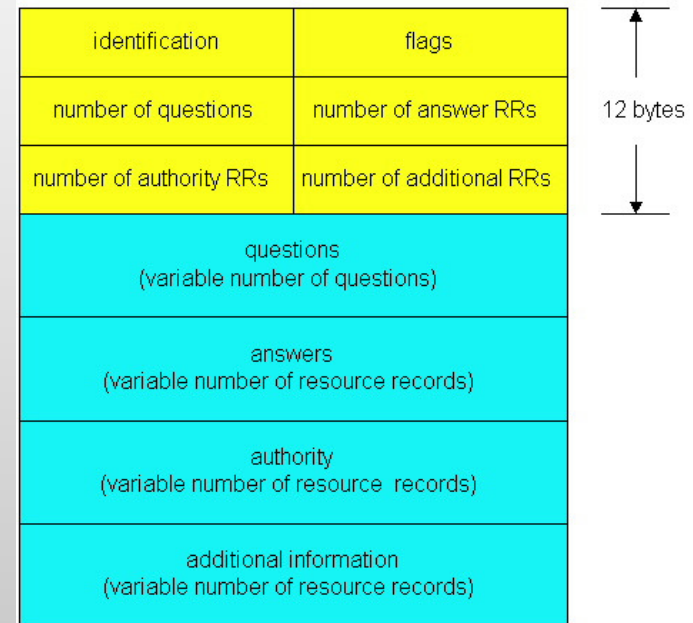 identification
flags
number of questions
number of answer RRs
12 bytes
number of authority RRs
number of additional RRs
questions
(variable number of questions)
answers
(variable number of resource records)
authority
(variable number of resource records)
additional information
(variable number of resource records)